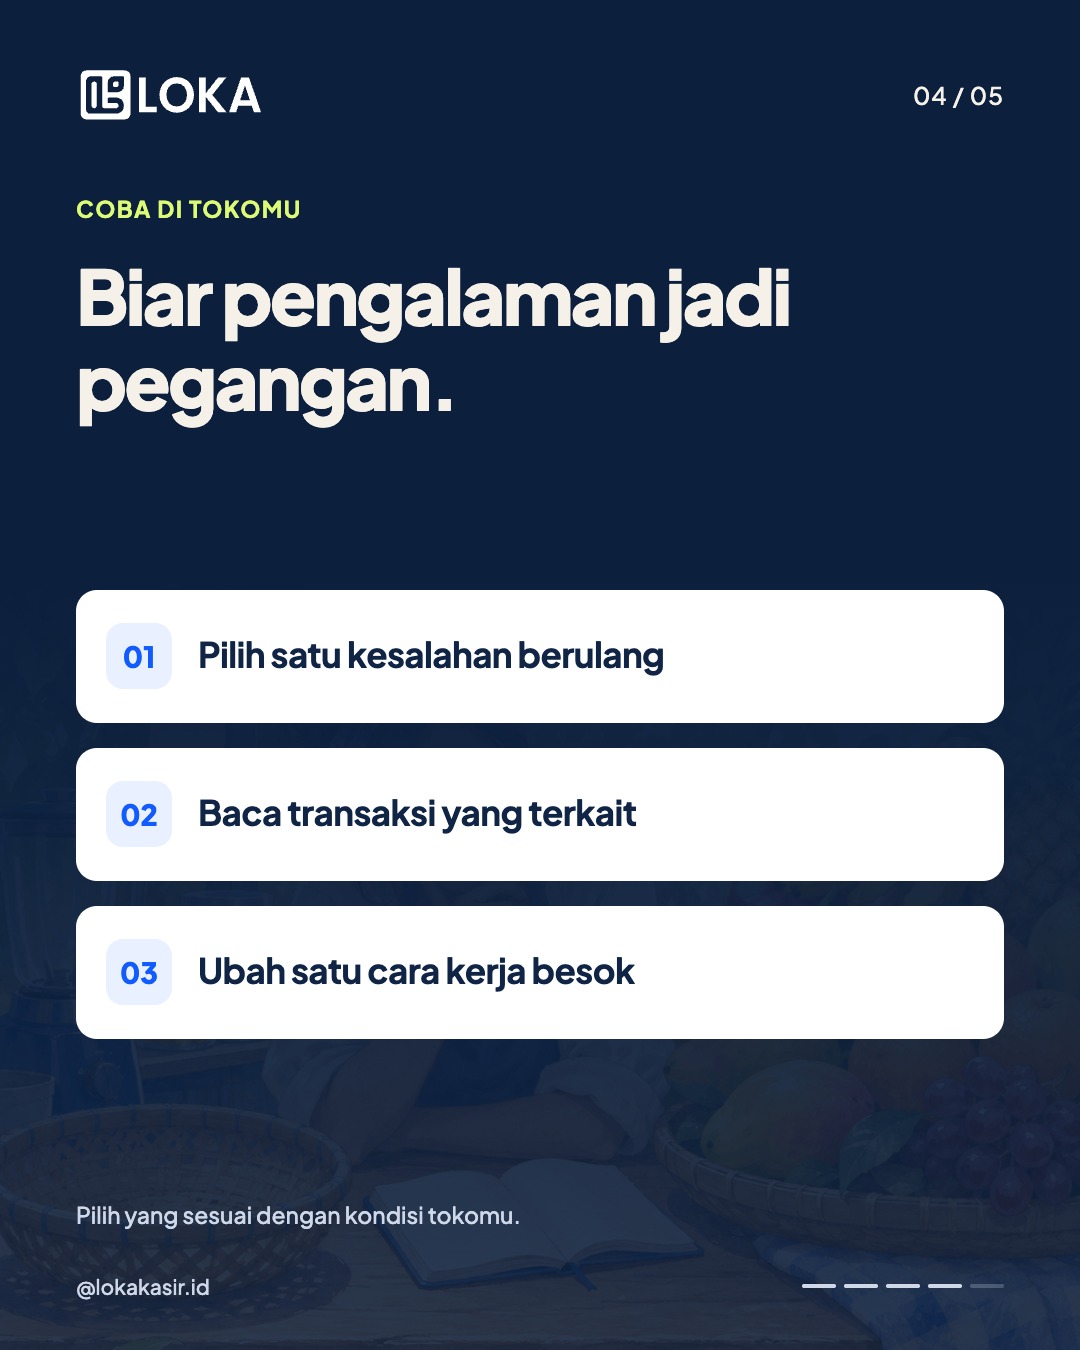 LOKA
04 / 05
COBA DI TOKOMU
Biar pengalaman jadi
pegangan.
01 Pilih satu kesalahan berulang
02 Baca transaksi yang terkait
03 Ubah satu cara kerja besok
Pilih yang sesuai dengan kondisi tokomu.
@lokakasir.id